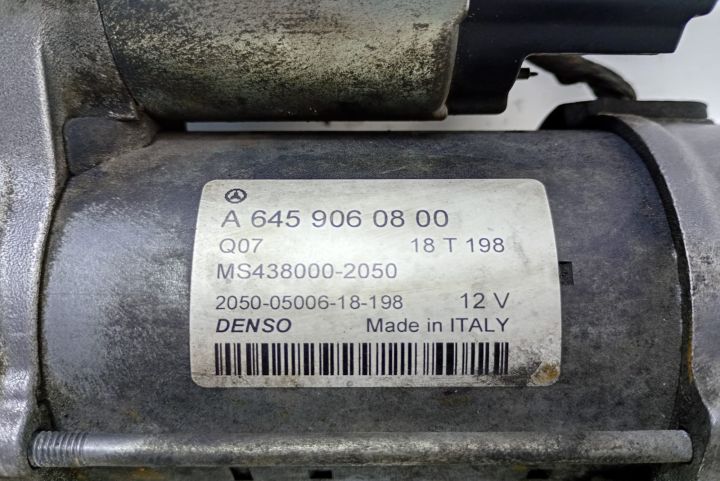 A 645 906 08 00
Q07 18 T 198
MS438000-2050
2050-05006-18-198 12 V
DENSO Made in ITALY